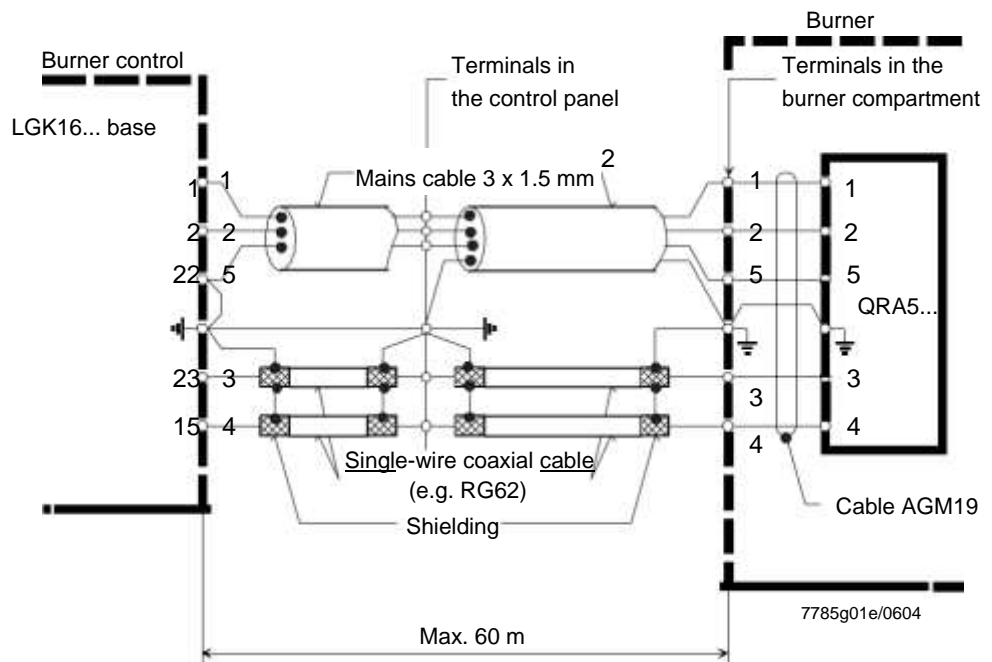 Burner
Burner control
Terminals in
the control panel
Terminals in the
burner compartment
LGK16... base
Mains cable 3 x 1.5 mm 2
1 1 1 1
2 2 2 2
22 5 5 5
QRA5...
23 3 3 3
15 4 4 4
Single-wire coaxial cable
(e.g. RG62)
Shielding
Cable AGM19
7785g01e/0604
Max. 60 m